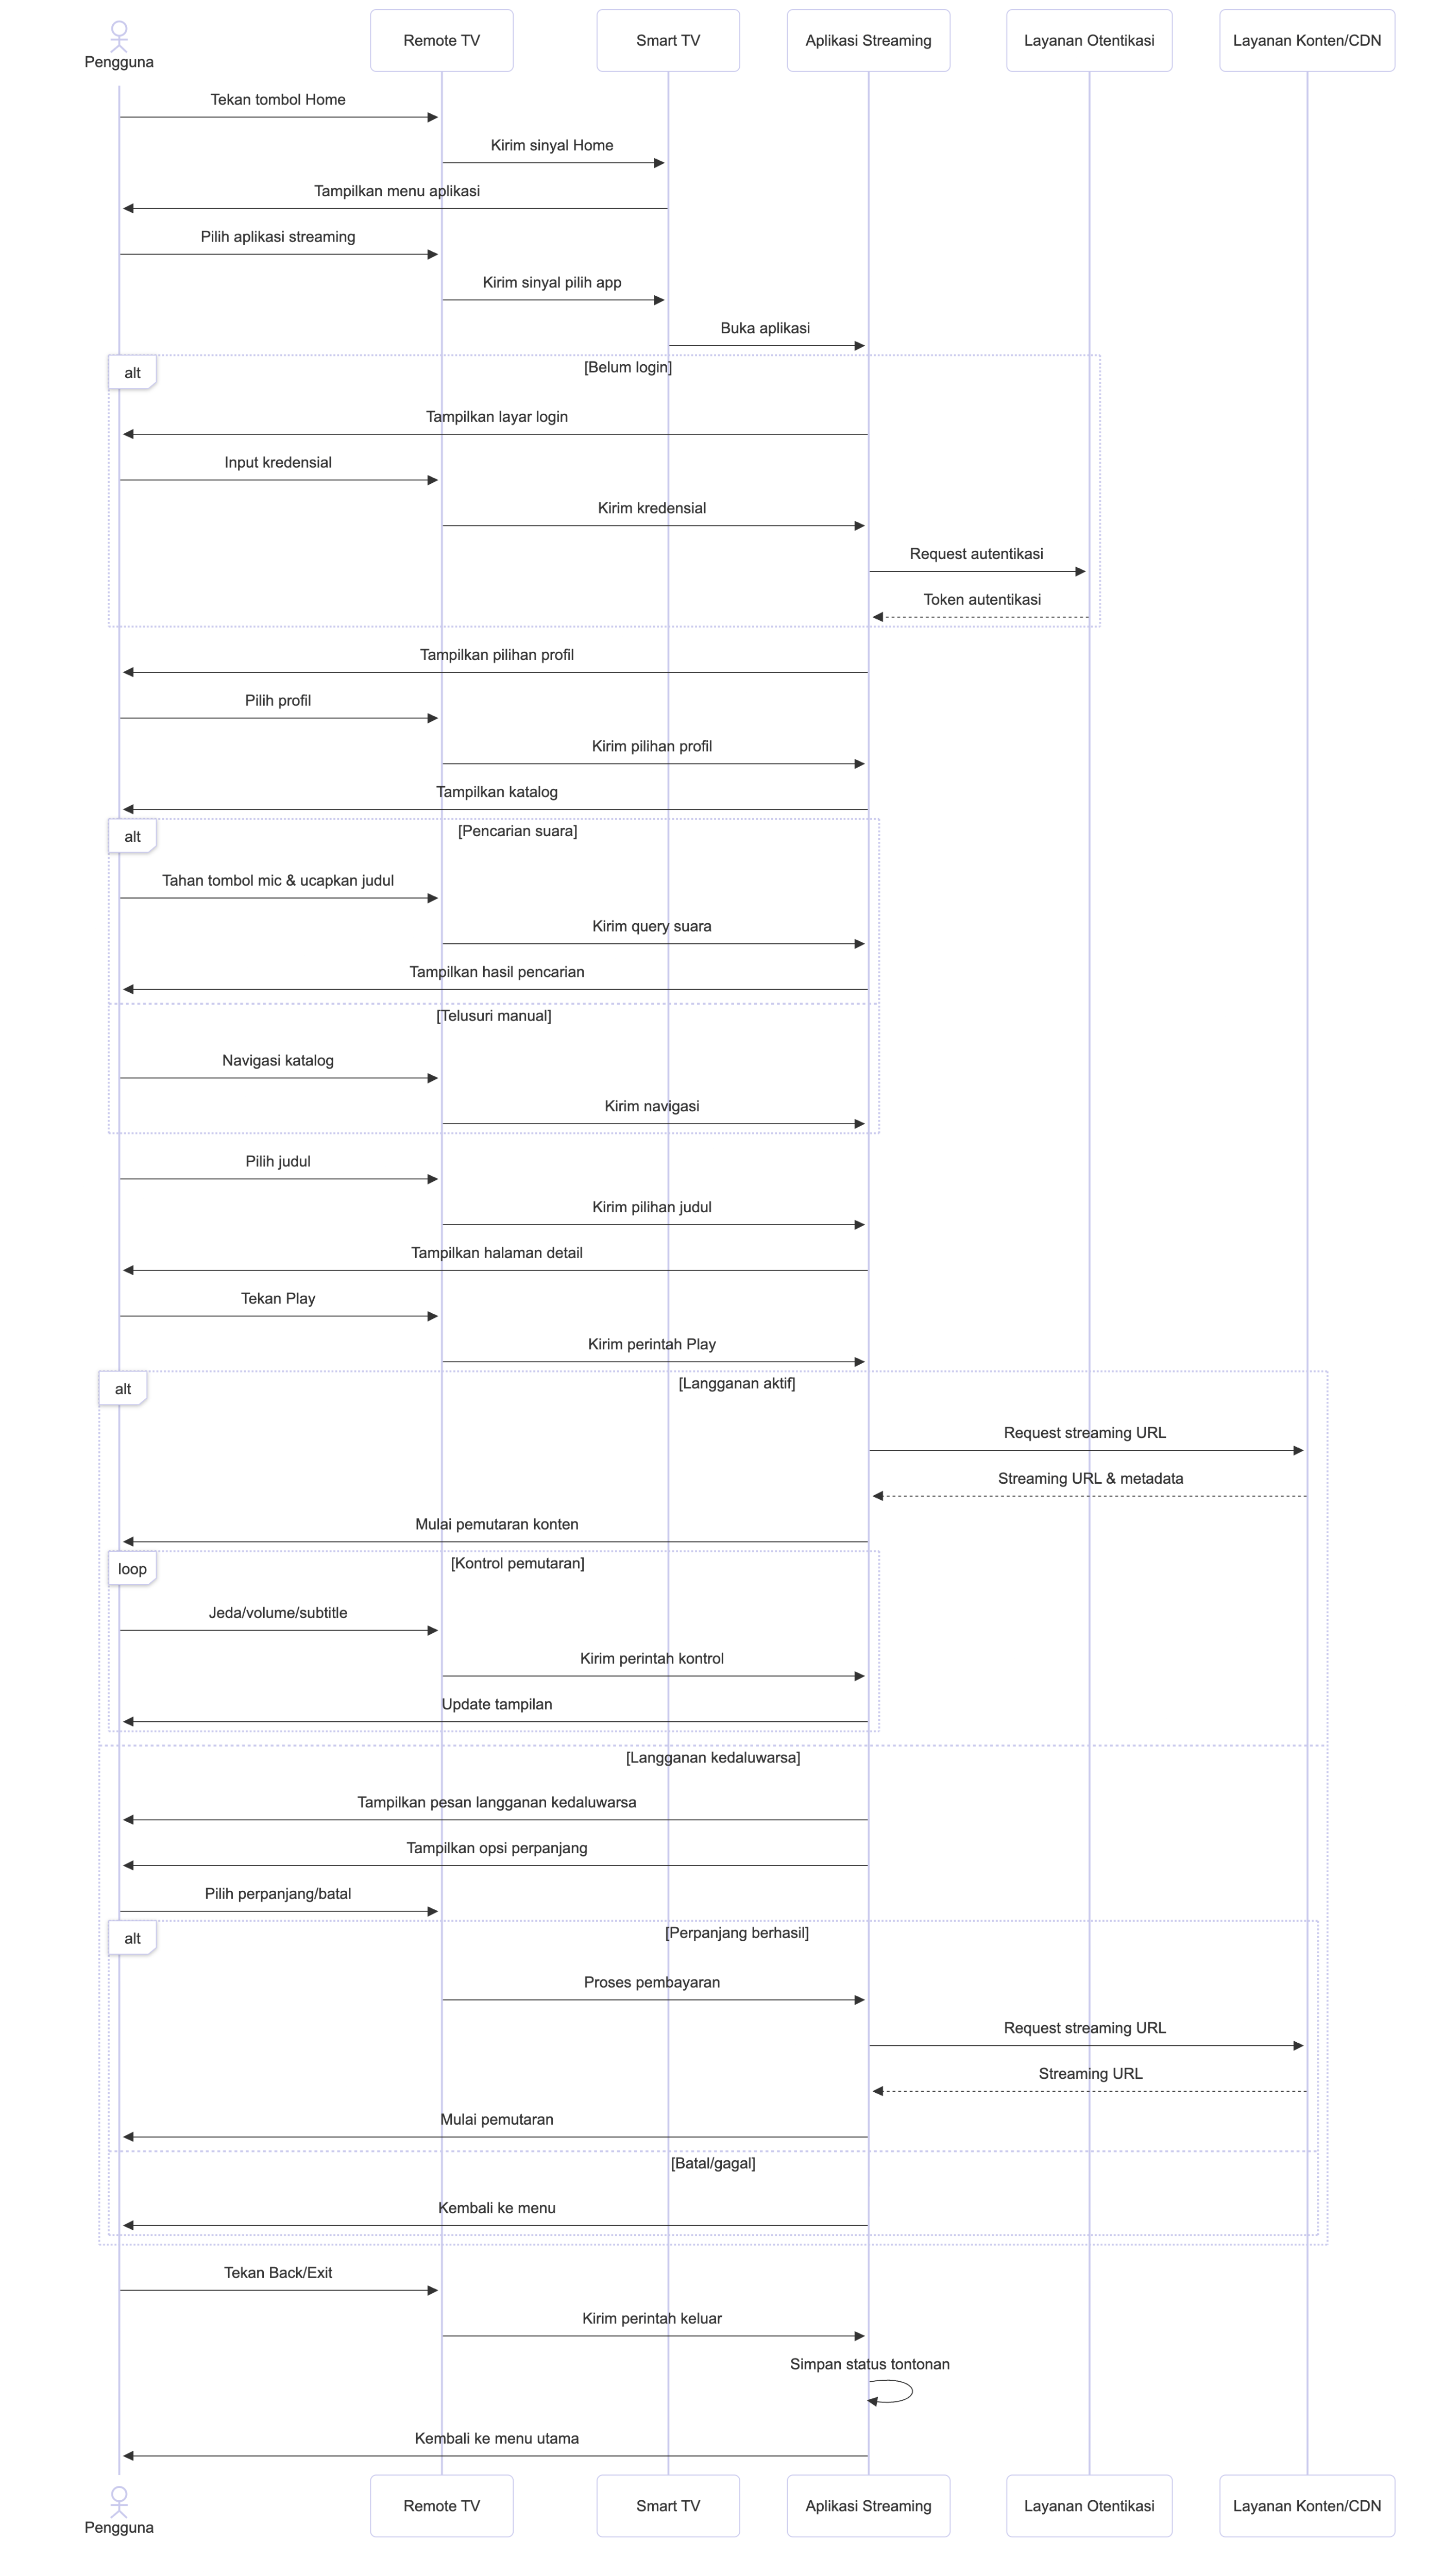 Pengguna
Remote TV
Smart TV
Aplikasi Streaming
Layanan Otentikasi
Layanan Konten/CDN
Tekan tombol Home
Kirim sinyal Home
Tampilkan menu aplikasi
Pilih aplikasi streaming
Kirim sinyal pilih app
Buka aplikasi
alt
[Belum login]
Tampilkan layar login
Input kredensial
Kirim kredensial
Request autentikasi
Token autentikasi
Tampilkan pilihan profil
Pilih profil
Kirim pilihan profil
Tampilkan katalog
alt
[Pencarian suara]
Tahan tombol mic & ucapkan judul
Kirim query suara
Tampilkan hasil pencarian
[Telusuri manual]
Navigasi katalog
Kirim navigasi
Pilih judul
Kirim pilihan judul
Tampilkan halaman detail
Tekan Play
Kirim perintah Play
alt
[Langganan aktif]
Request streaming URL
Streaming URL & metadata
Mulai pemutaran konten
loop
[Kontrol pemutaran]
Jeda/volume/subtitle
Kirim perintah kontrol
Update tampilan
[Langganan kedaluwarsa]
Tampilkan pesan langganan kedaluwarsa
Tampilkan opsi perpanjang
Pilih perpanjang/batal
alt
[Perpanjang berhasil]
Proses pembayaran
Request streaming URL
Streaming URL
Mulai pemutaran
[Batal/gagal]
Kembali ke menu
Tekan Back/Exit
Kirim perintah keluar
Simpan status tontonan
Kembali ke menu utama
Pengguna
Remote TV
Smart TV
Aplikasi Streaming
Layanan Otentikasi
Layanan Konten/CDN